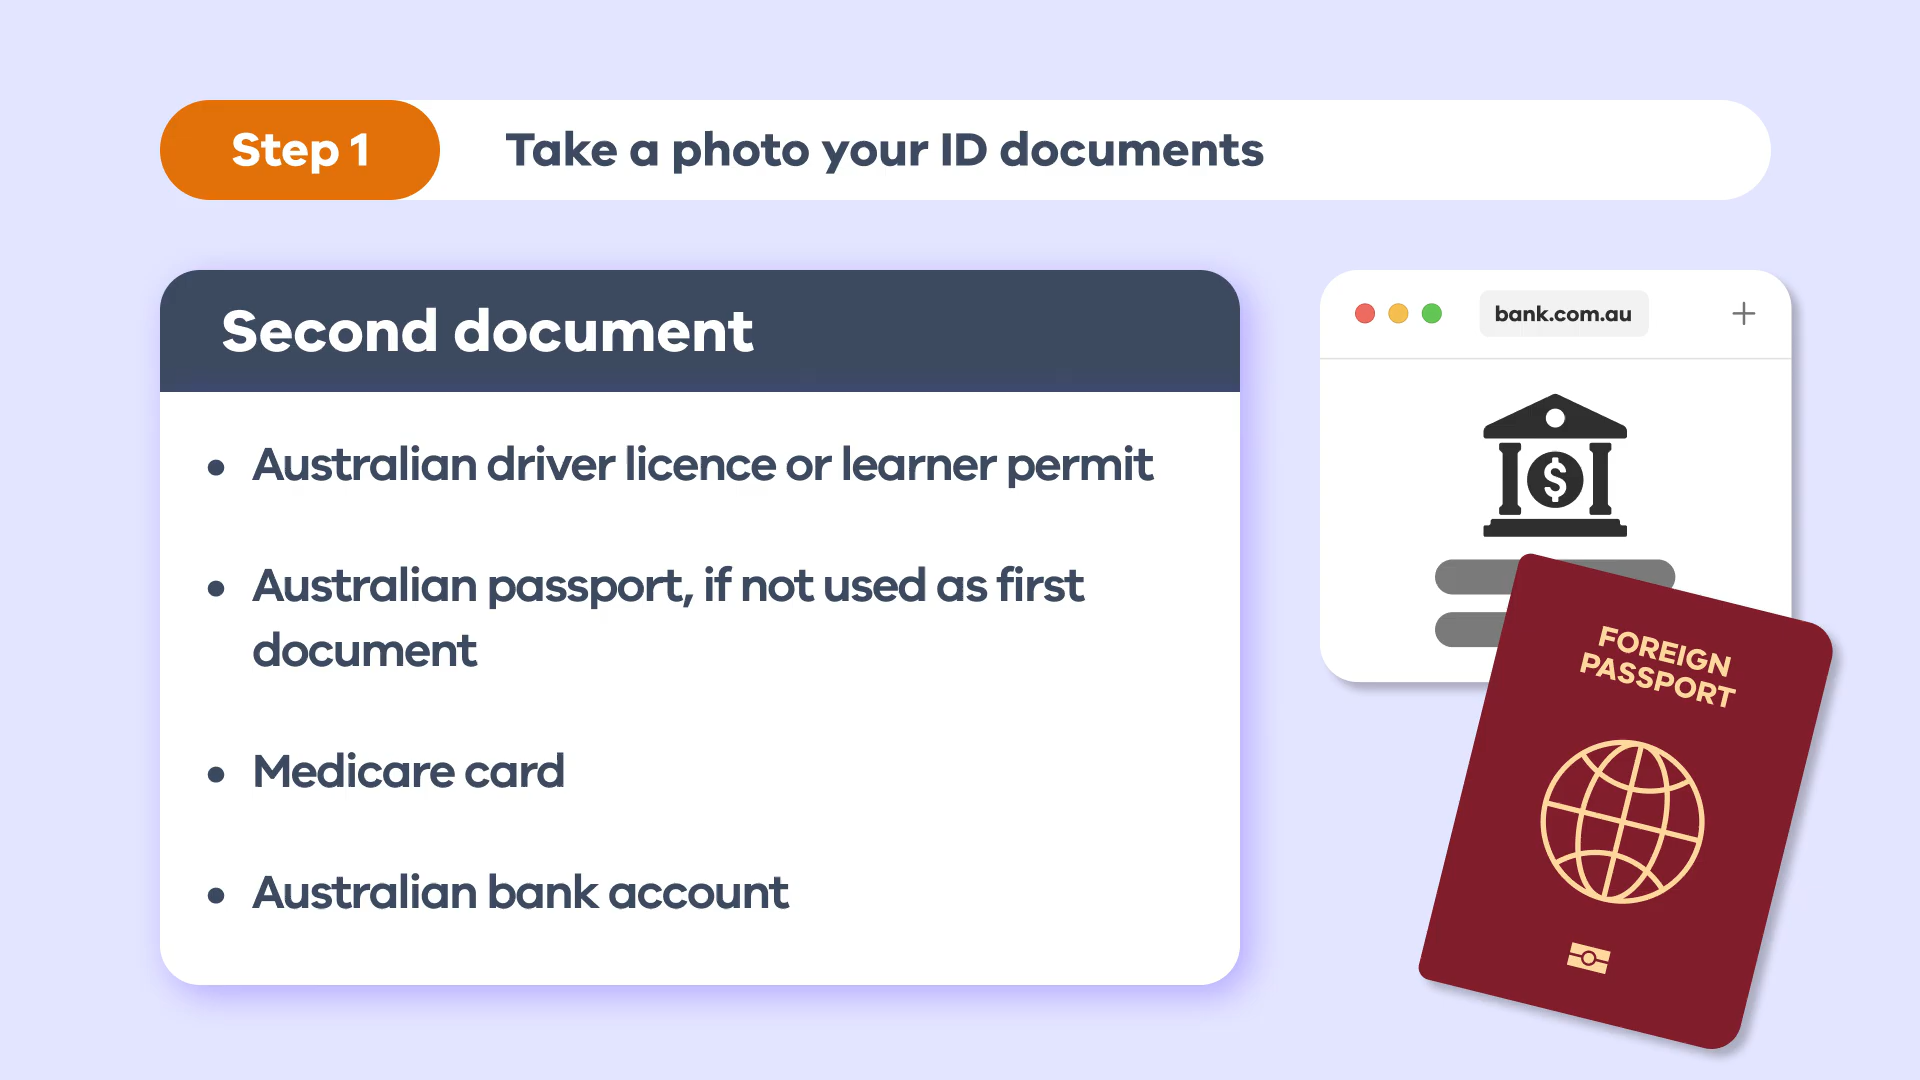 Step 1
Take a photo your ID documents
Second document
• Australian driver licence or learner permit
• Australian passport, if not used as first
document
• Medicare card
• Australian bank account
bank.com.au
$
FOREIGN
PASSPORT